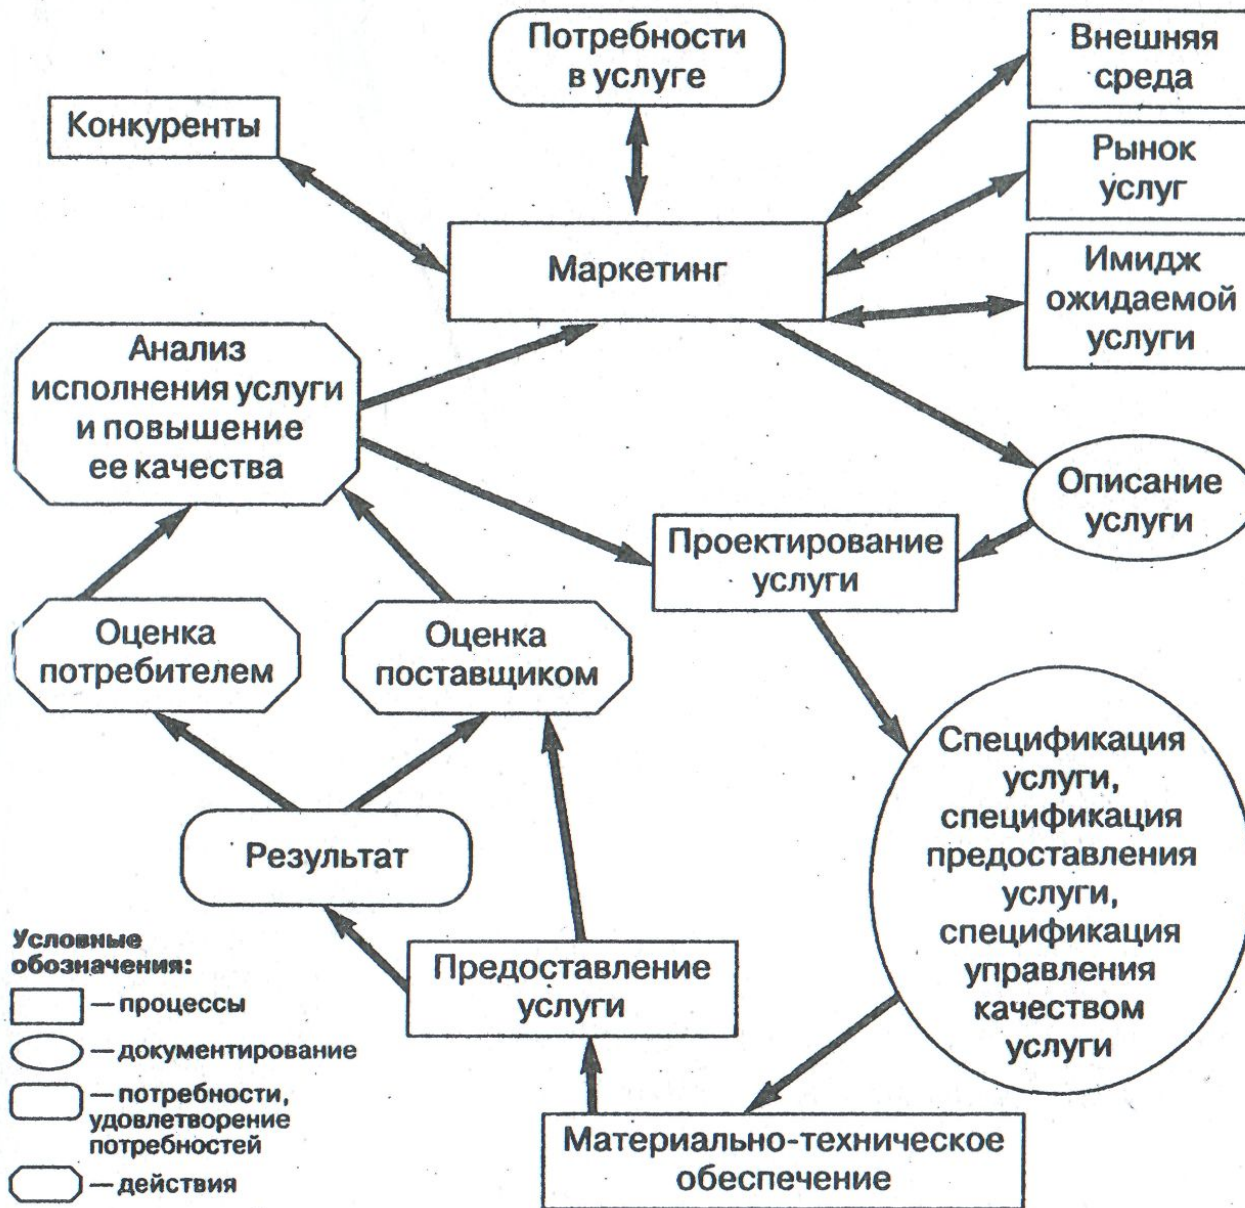 Потребности
в услуге
Внешняя
среда
Конкуренты
Рынок
услуг
Маркетинг
Имидж
ожидаемой
услуги
Анализ
исполнения услуги
и повышение
ее качества
Описание
услуги
Проектирование
услуги
Оценка
потребителем
Оценка
поставщиком
Спецификация
услуги,
спецификация
предоставления
услуги,
спецификация
управления
качеством
услуги
Результат
Предоставление
услуги
Материально-техническое
обеспечение
Условные
обозначения:
— процессы
— документирование
— потребности,
удовлетворение
потребностей
— действия